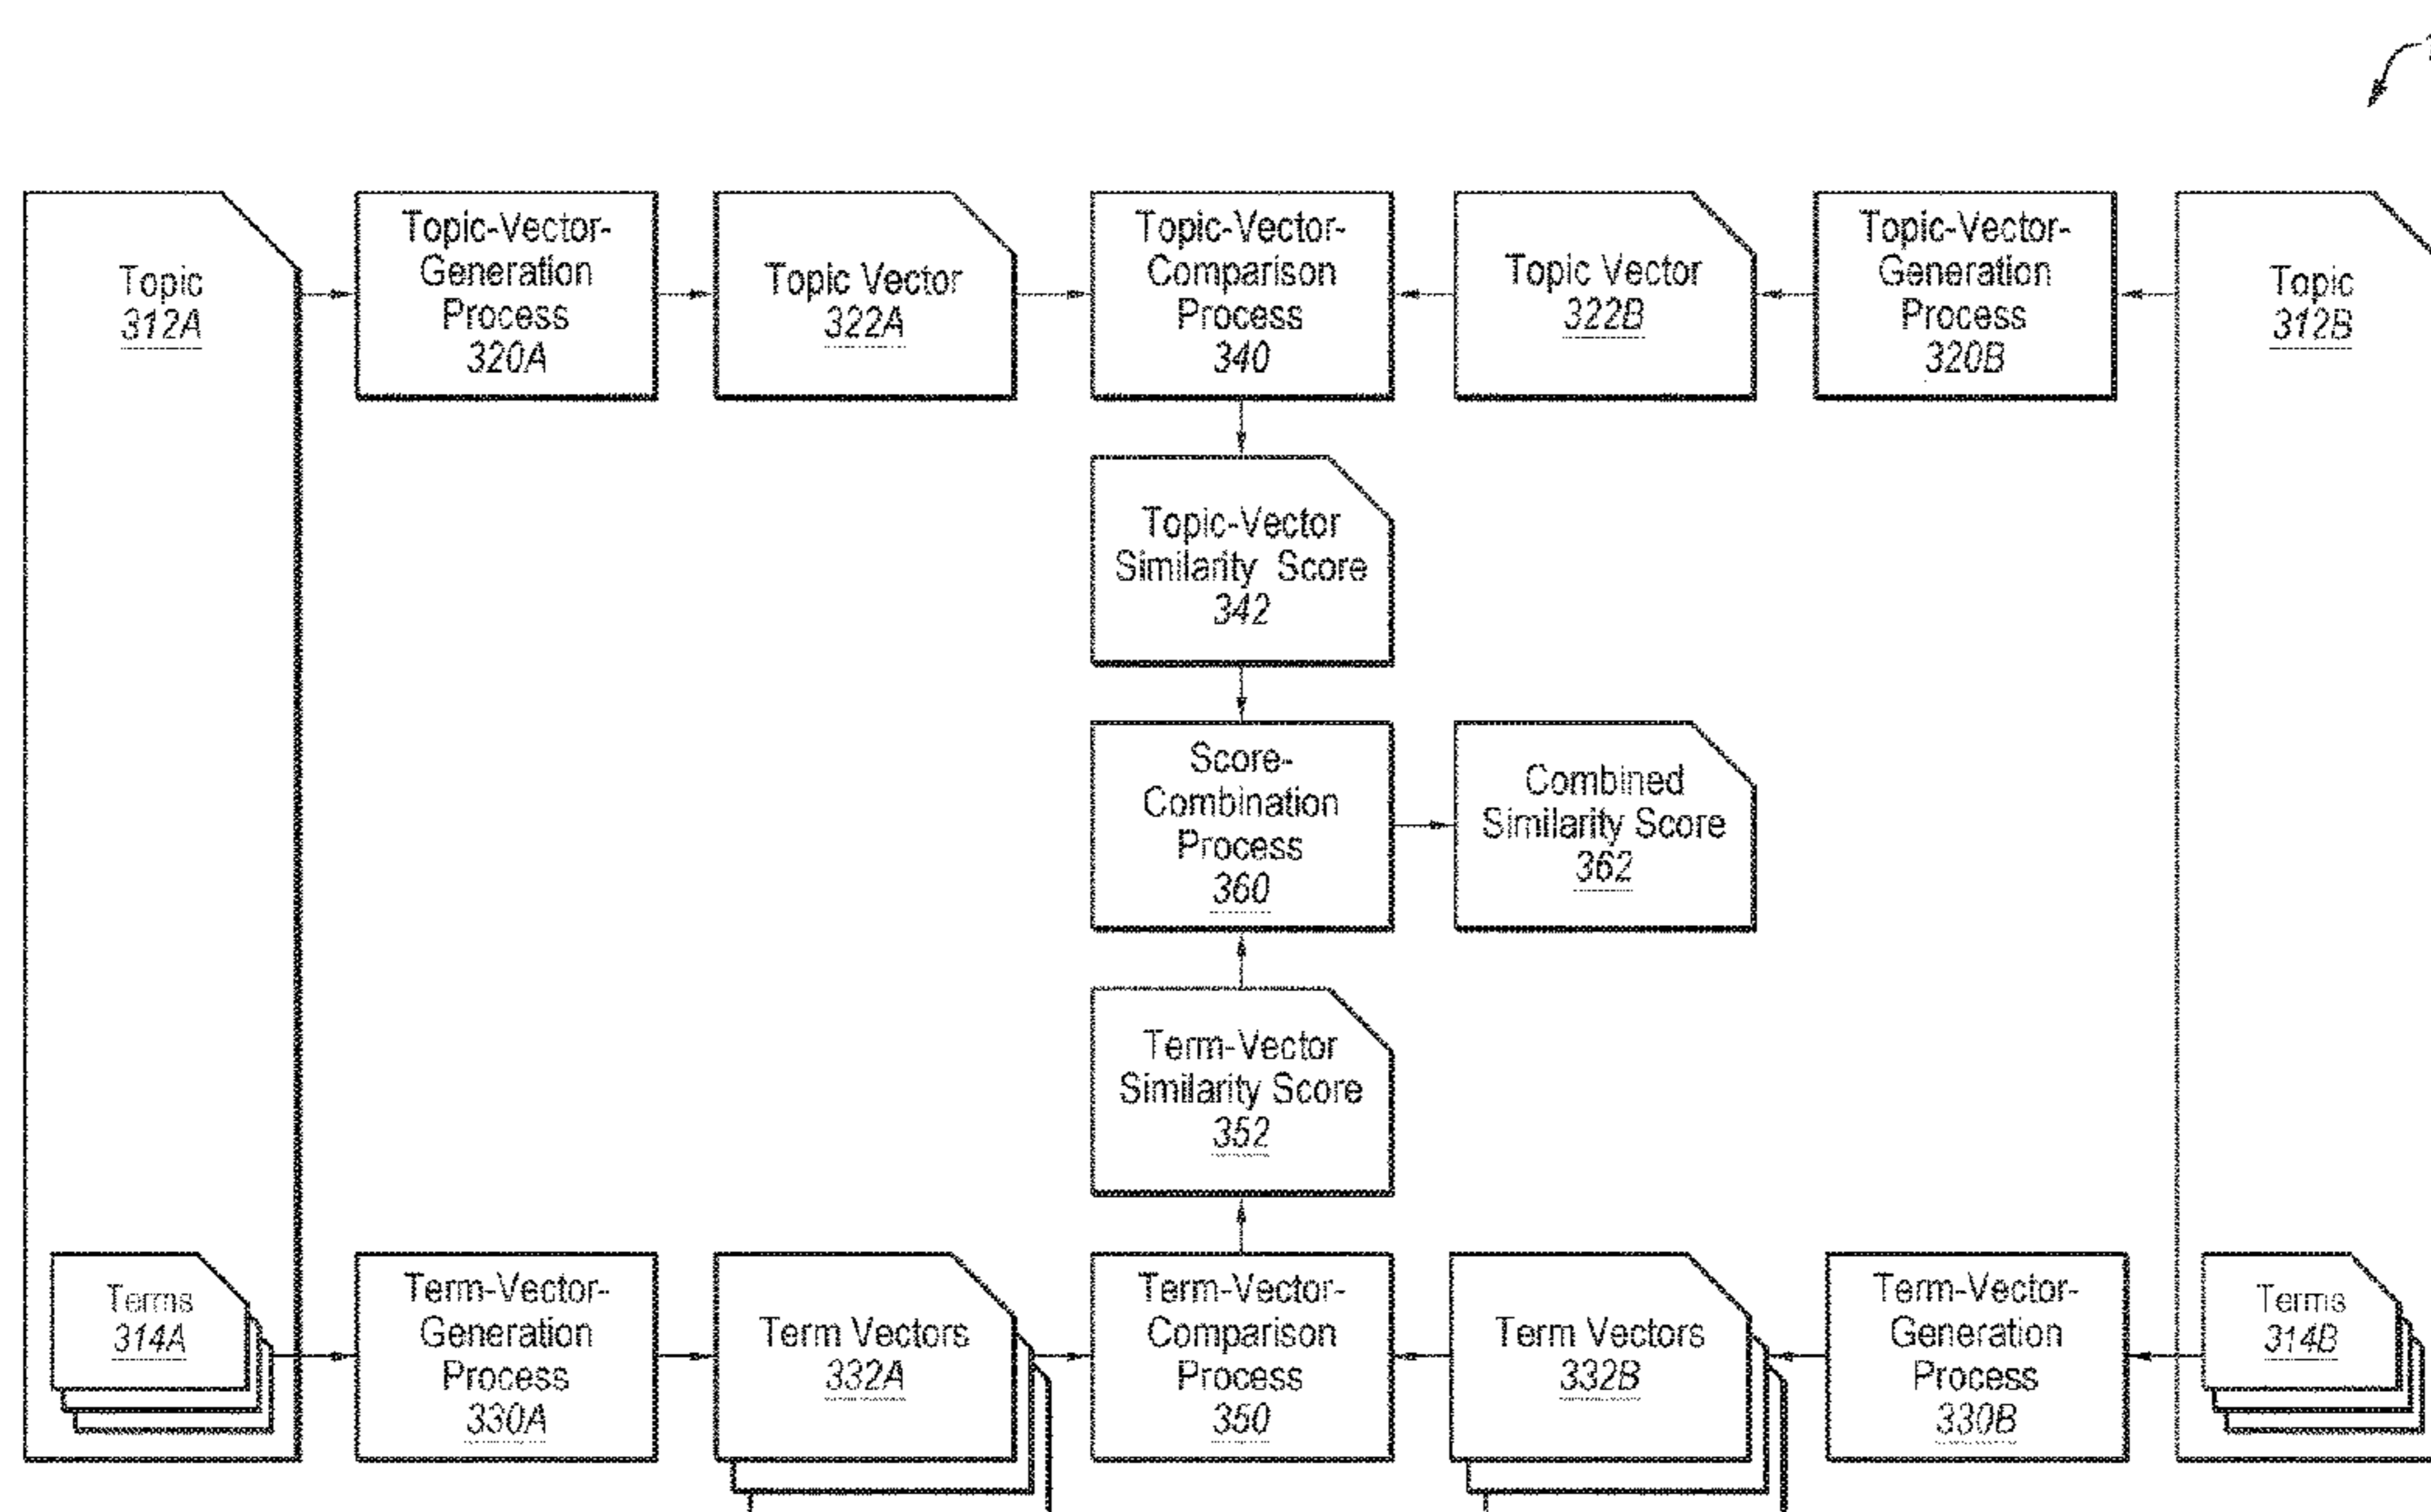 Topic
312A
Topic-Vector-
Generation
Process
320A
Topic Vector
322A
Topic-Vector-
Comparison
Process
340
Topic Vector
322B
Topic-Vector-
Generation
Process
320B
Topic
312B
Topic-Vector
Similarity Score
342
Score-
Combination
Process
360
Combined
Similarity Score
362
Term-Vector
Similarity Score
352
Terms
314A
Term-Vector-
Generation
Process
330A
Term Vectors
332A
Term-Vector-
Comparison
Process
350
Term Vectors
332B
Term-Vector-
Generation
Process
330B
Terms
314B